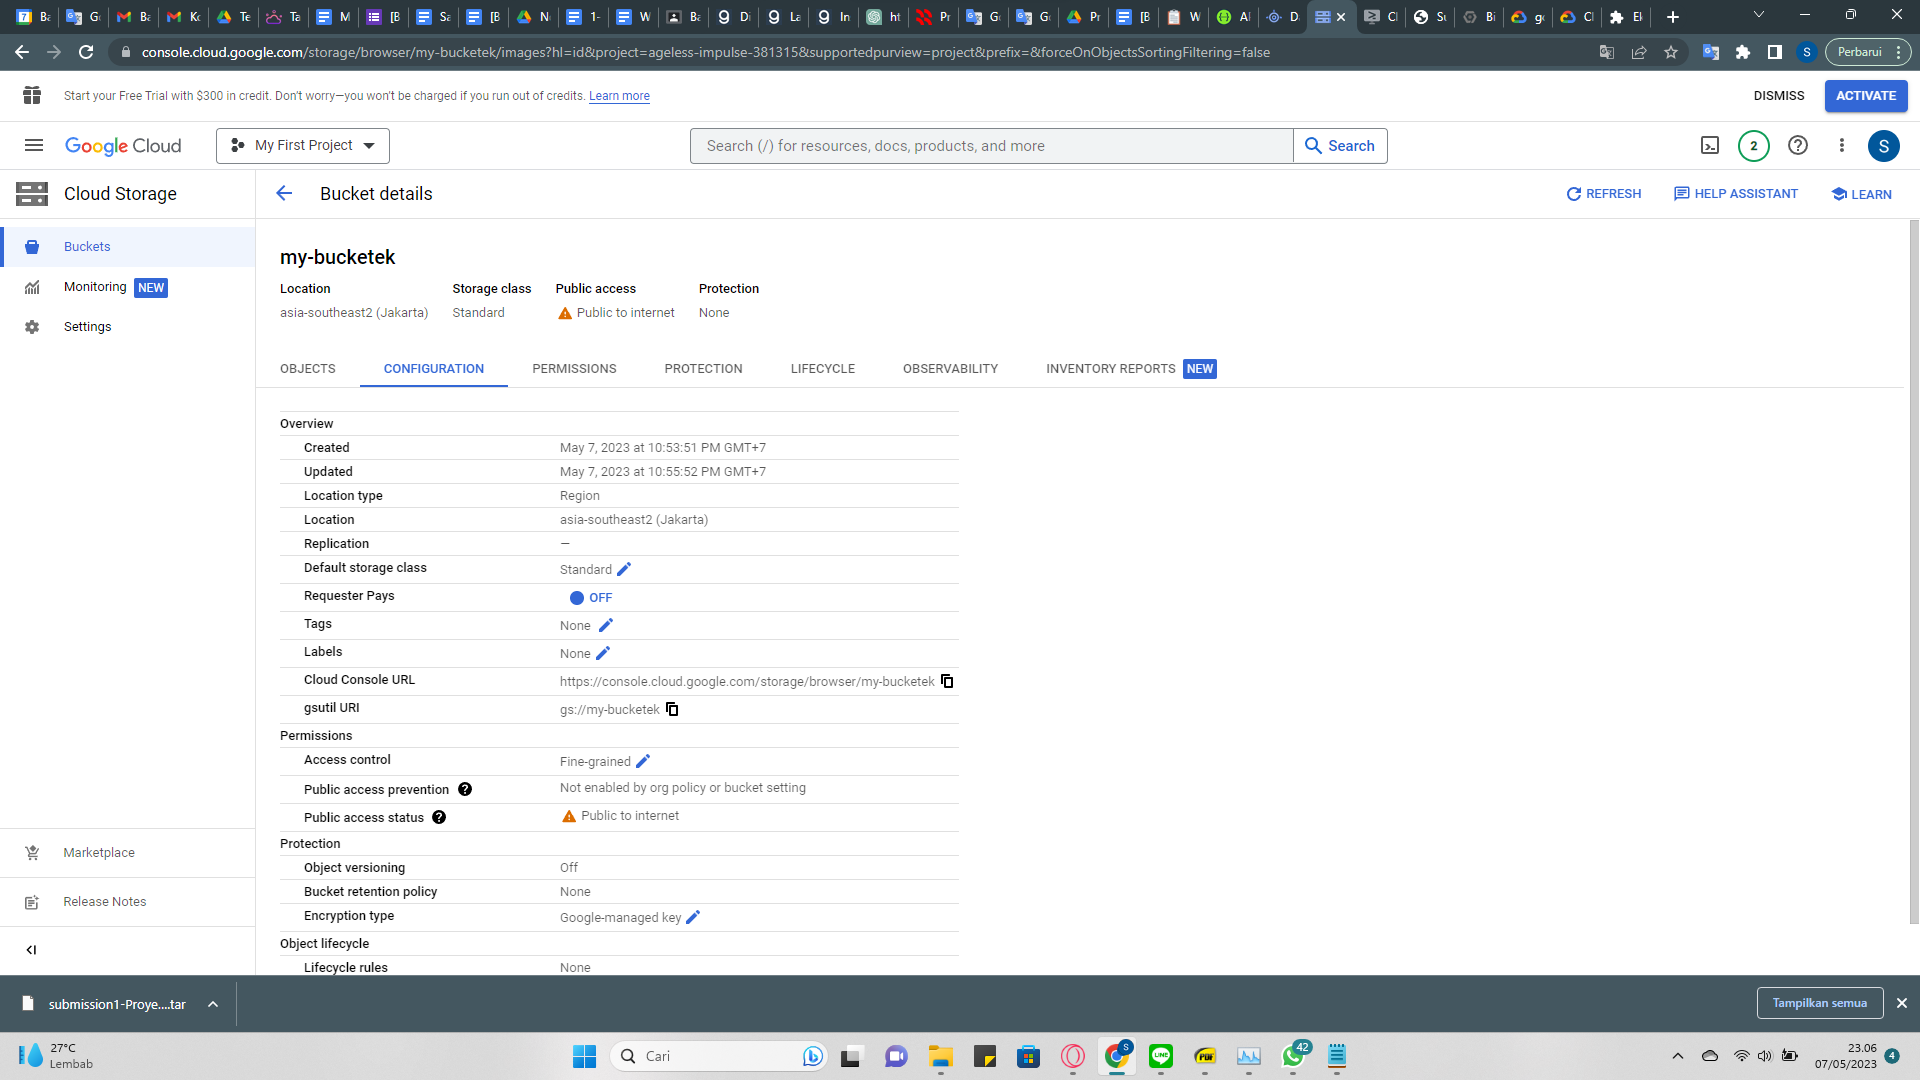 console.cloud.google.com/storage/browser/my-bucketek/images?hl=id&project=ageless-impulse-381315&supportedpurview=project&prefix=&forceOnObjectsSortingFiltering=false
Perbarui
Start your Free Trial with $300 in credit. Don't worry—you won't be charged if you run out of credits. Learn more
DISMISS
ACTIVATE
Google Cloud
My First Project
Search (/) for resources, docs, products, and more
Search
2
S
Cloud Storage
Bucket details
REFRESH
HELP ASSISTANT
LEARN
Buckets
Monitoring NEW
Settings
Marketplace
Release Notes
my-bucketek
Location Storage class Public access Protection
asia-southeast2 (Jakarta) Standard Public to internet None
OBJECTS CONFIGURATION PERMISSIONS PROTECTION LIFECYCLE OBSERVABILITY INVENTORY REPORTS NEW
Overview
Created May 7, 2023 at 10:53:51 PM GMT+7
Updated May 7, 2023 at 10:55:52 PM GMT+7
Location type Region
Location asia-southeast2 (Jakarta)
Replication —
Default storage class Standard
Requester Pays OFF
Tags None
Labels None
Cloud Console URL https://console.cloud.google.com/storage/browser/my-bucketek
gsutil URI gs://my-bucketek
Permissions
Access control Fine-grained
Public access prevention Not enabled by org policy or bucket setting
Public access status Public to internet
Protection
Object versioning Off
Bucket retention policy None
Encryption type Google-managed key
Object lifecycle
Lifecycle rules None
submission1-Proye....tar
Tampilkan semua
27°C
Lembab
Cari
42
23.06
07/05/2023
4